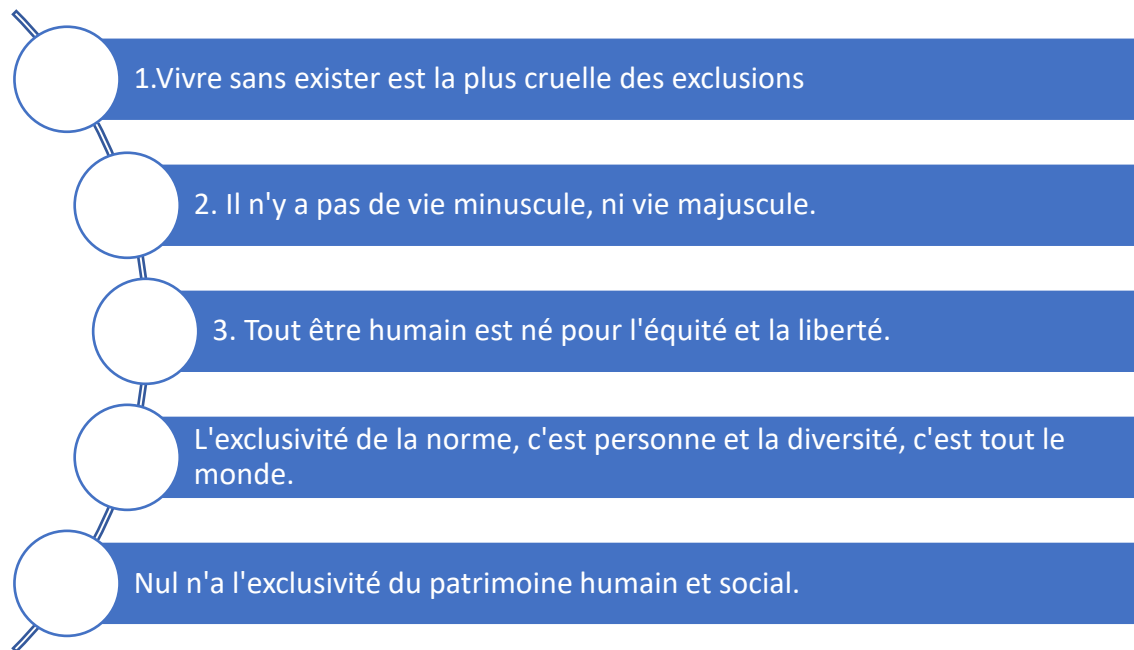 1.Vivre sans exister est la plus cruelle des exclusions
2. Il n'y a pas de vie minuscule, ni vie majuscule.
3. Tout être humain est né pour l'équité et la liberté.
L'exclusivité de la norme, c'est personne et la diversité, c'est tout le
monde.
Nul n'a l'exclusivité du patrimoine humain et social.